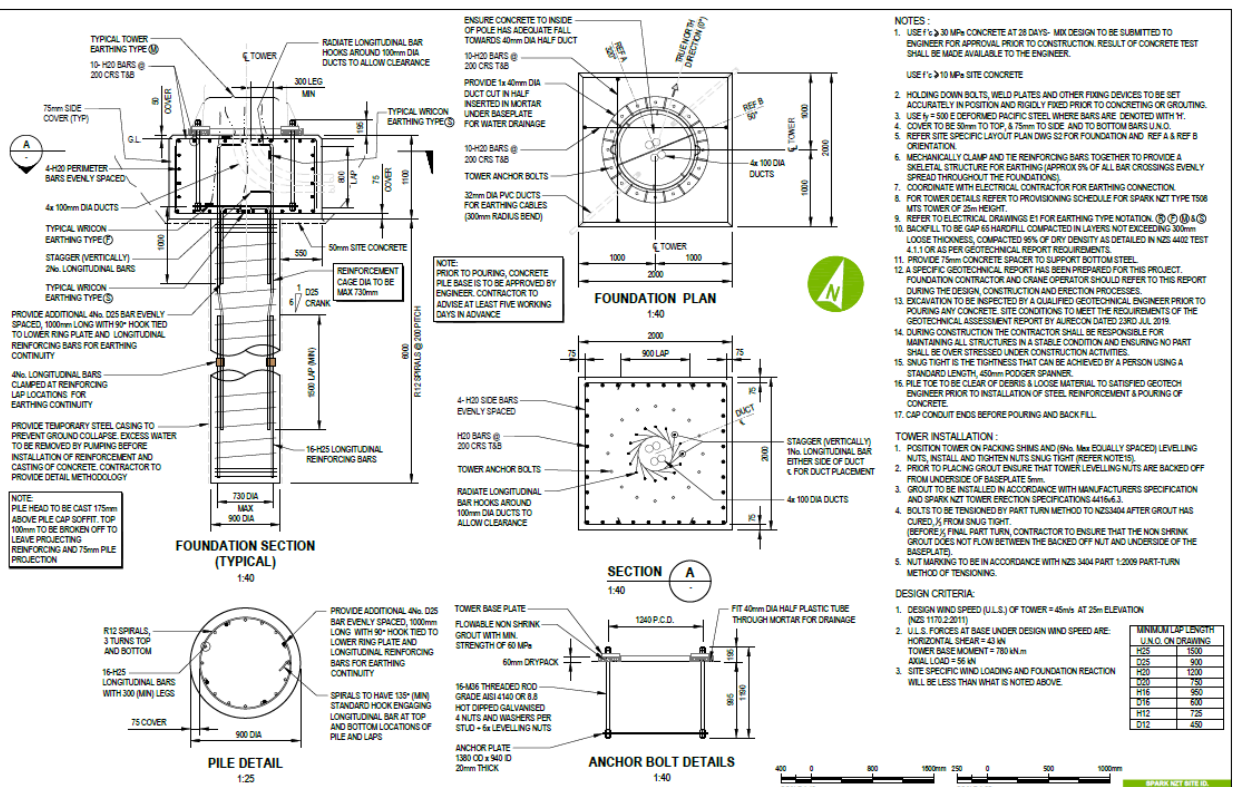 TYPICAL TOWER
EARTHING TYPE Ⓜ
10- H20 BARS @
200 CRS T&B
75mm SIDE
COVER (TYP)
50
COVER
G.L.
A
-
4-H20 PERIMETER
BARS EVENLY SPACED
4x 100mm DIA DUCTS
TYPICAL WRICON
EARTHING TYPE Ⓕ
STAGGER (VERTICALLY)
2No. LONGITUDINAL BARS
TYPICAL WRICON
EARTHING TYPE Ⓢ
PROVIDE ADDITIONAL 4No. D25 BAR EVENLY
SPACED, 1000mm LONG WITH 90° HOOK TIED
TO LOWER RING PLATE AND LONGITUDINAL
REINFORCING BARS FOR EARTHING
CONTINUITY
4No. LONGITUDINAL BARS
CLAMPED AT REINFORCING
LAP LOCATIONS FOR
EARTHING CONTINUITY
PROVIDE TEMPORARY STEEL CASING TO
PREVENT GROUND COLLAPSE. EXCESS WATER
TO BE REMOVED BY PUMPING BEFORE
INSTALLATION OF REINFORCEMENT AND
CASTING OF CONCRETE. CONTRACTOR TO
PROVIDE DETAIL METHODOLOGY
NOTE:
PILE HEAD TO BE CAST 175mm
ABOVE PILE CAP SOFFIT. TOP
100mm TO BE BROKEN OFF TO
LEAVE PROJECTING
REINFORCING AND 75mm PILE
PROJECTION
℄ TOWER
RADIATE LONGITUDINAL BAR
HOOKS AROUND 100mm DIA
DUCTS TO ALLOW CLEARANCE
300 LEG
MIN
TYPICAL WRICON
EARTHING TYPE Ⓢ
195
800
LAP
75
COVER
1100
1000
50mm SITE CONCRETE
550
REINFORCEMENT
CAGE DIA TO BE
MAX 730mm
1
6
D25
CRANK
1500 LAP (MIN)
6000
R12 SPIRALS @ 200 PITCH
16-H25 LONGITUDINAL
REINFORCING BARS
730 DIA
MAX
900 DIA
FOUNDATION SECTION
(TYPICAL)
1:40
ENSURE CONCRETE TO INSIDE
OF POLE HAS ADEQUATE FALL
TOWARDS 40mm DIA HALF DUCT
10-H20 BARS @
200 CRS T&B
PROVIDE 1x 40mm DIA
DUCT CUT IN HALF
INSERTED IN MORTAR
UNDER BASEPLATE
FOR WATER DRAINAGE
10-H20 BARS @
200 CRS T&B
TOWER ANCHOR BOLTS
32mm DIA PVC DUCTS
FOR EARTHING CABLES
(300mm RADIUS BEND)
REF A
320°
TRUE NORTH
DIRECTION (0°)
REF B
50°
℄ TOWER
1000
1000
2000
4x 100 DIA
DUCTS
℄ TOWER
1000
1000
2000
FOUNDATION PLAN
1:40
NOTE:
PRIOR TO POURING, CONCRETE
PILE BASE IS TO BE APPROVED BY
ENGINEER. CONTRACTOR TO
ADVISE AT LEAST FIVE WORKING
DAYS IN ADVANCE
N
2000
75
900 LAP
75
75
4- H20 SIDE BARS
EVENLY SPACED
H20 BARS @
200 CRS T&B
TOWER ANCHOR BOLTS
RADIATE LONGITUDINAL
BAR HOOKS AROUND
100mm DIA DUCTS TO
ALLOW CLEARANCE
DUCT
℄
2000
STAGGER (VERTICALLY)
1No. LONGITUDINAL BAR
EITHER SIDE OF DUCT
℄ FOR DUCT PLACEMENT
4x 100 DIA DUCTS
75
SECTION
A
-
1:40
R12 SPIRALS,
3 TURNS TOP
AND BOTTOM
16-H25
LONGITUDINAL BARS
WITH 300 (MIN) LEGS
75 COVER
900 DIA
PROVIDE ADDITIONAL 4No. D25
BAR EVENLY SPACED, 1000mm
LONG WITH 90° HOOK TIED TO
LOWER RING PLATE AND
LONGITUDINAL REINFORCING
BARS FOR EARTHING
CONTINUITY
SPIRALS TO HAVE 135° (MIN)
STANDARD HOOK ENGAGING
LONGITUDINAL BAR AT TOP
AND BOTTOM LOCATIONS OF
PILE AND LAPS
PILE DETAIL
1:25
TOWER BASE PLATE
FLOWABLE NON SHRINK
GROUT WITH MIN.
STRENGTH OF 60 MPa
60mm DRYPACK
16-M36 THREADED ROD
GRADE AISI 4140 OR 8.8
HOT DIPPED GALVANISED
4 NUTS AND WASHERS PER
STUD + 6x LEVELLING NUTS
ANCHOR PLATE
1380 OD x 940 ID
20mm THICK
1240 P.C.D.
FIT 40mm DIA HALF PLASTIC TUBE
THROUGH MORTAR FOR DRAINAGE
195
995
1190
ANCHOR BOLT DETAILS
1:40
NOTES :
1. USE f'c ≥ 30 MPa CONCRETE AT 28 DAYS- MIX DESIGN TO BE SUBMITTED TO
ENGINEER FOR APPROVAL PRIOR TO CONSTRUCTION. RESULT OF CONCRETE TEST
SHALL BE MADE AVAILABLE TO THE ENGINEER.
USE f'c ≥ 10 MPa SITE CONCRETE
2. HOLDING DOWN BOLTS, WELD PLATES AND OTHER FIXING DEVICES TO BE SET
ACCURATELY IN POSITION AND RIGIDLY FIXED PRIOR TO CONCRETING OR GROUTING.
3. USE fy = 500 E DEFORMED PACIFIC STEEL WHERE BARS ARE DENOTED WITH 'H'.
4. COVER TO BE 50mm TO TOP, & 75mm TO SIDE AND TO BOTTOM BARS U.N.O.
5. REFER SITE SPECIFIC LAYOUT PLAN DWG S2 FOR FOUNDATION AND REF A & REF B
ORIENTATION.
6. MECHANICALLY CLAMP AND TIE REINFORCING BARS TOGETHER TO PROVIDE A
SKELETAL STRUCTURE FOR EARTHING (APPROX 5% OF ALL BAR CROSSINGS EVENLY
SPREAD THROUGHOUT THE FOUNDATIONS).
7. COORDINATE WITH ELECTRICAL CONTRACTOR FOR EARTHING CONNECTION.
8. FOR TOWER DETAILS REFER TO PROVISIONING SCHEDULE FOR SPARK NZT TYPE T506
MTS TOWER OF 25m HEIGHT.
9. REFER TO ELECTRICAL DRAWINGS E1 FOR EARTHING TYPE NOTATION. Ⓡ Ⓕ Ⓜ & Ⓢ
10. BACKFILL TO BE GAP 65 HARDFILL COMPACTED IN LAYERS NOT EXCEEDING 300mm
LOOSE THICKNESS, COMPACTED 95% OF DRY DENSITY AS DETAILED IN NZS 4402 TEST
4.1.1 OR AS PER GEOTECHNICAL REPORT REQUIREMENTS.
11. PROVIDE 75mm CONCRETE SPACER TO SUPPORT BOTTOM STEEL.
12. A SPECIFIC GEOTECHNICAL REPORT HAS BEEN PREPARED FOR THIS PROJECT.
FOUNDATION CONTRACTOR AND CRANE OPERATOR SHOULD REFER TO THIS REPORT
DURING THE DESIGN, CONSTRUCTION AND ERECTION PROCESSES.
13. EXCAVATION TO BE INSPECTED BY A QUALIFIED GEOTECHNICAL ENGINEER PRIOR TO
POURING ANY CONCRETE. SITE CONDITIONS TO MEET THE REQUIREMENTS OF THE
GEOTECHNICAL ASSESSMENT REPORT BY AURECON DATED 23RD JUL 2019.
14. DURING CONSTRUCTION THE CONTRACTOR SHALL BE RESPONSIBLE FOR
MAINTAINING ALL STRUCTURES IN A STABLE CONDITION AND ENSURING NO PART
SHALL BE OVER STRESSED UNDER CONSTRUCTION ACTIVITIES.
15. SNUG TIGHT IS THE TIGHTNESS THAT CAN BE ACHIEVED BY A PERSON USING A
STANDARD LENGTH, 450mm PODGER SPANNER.
16. PILE TOE TO BE CLEAR OF DEBRIS & LOOSE MATERIAL TO SATISFIED GEOTECH
ENGINEER PRIOR TO INSTALLATION OF STEEL REINFORCEMENT & POURING OF
CONCRETE.
17. CAP CONDUIT ENDS BEFORE POURING AND BACK FILL.
TOWER INSTALLATION :
1. POSITION TOWER ON PACKING SHIMS AND (6No. Max EQUALLY SPACED) LEVELLING
NUTS, INSTALL AND TIGHTEN NUTS SNUG TIGHT (REFER NOTE15).
2. PRIOR TO PLACING GROUT ENSURE THAT TOWER LEVELLING NUTS ARE BACKED OFF
FROM UNDERSIDE OF BASEPLATE 5mm.
3. GROUT TO BE INSTALLED IN ACCORDANCE WITH MANUFACTURERS SPECIFICATION
AND SPARK NZT TOWER ERECTION SPECIFICATIONS 4416v6.3.
4. BOLTS TO BE TENSIONED BY PART TURN METHOD TO NZS3404 AFTER GROUT HAS
CURED, FROM SNUG TIGHT.
(BEFORE FINAL PART TURN, CONTRACTOR TO ENSURE THAT THE NON SHRINK
GROUT DOES NOT FLOW BETWEEN THE BACKED OFF NUT AND UNDERSIDE OF THE
BASEPLATE).
5. NUT MARKING TO BE IN ACCORDANCE WITH NZS 3404 PART 1:2009 PART-TURN
METHOD OF TENSIONING.
DESIGN CRITERIA:
1. DESIGN WIND SPEED (U.L.S.) OF TOWER = 45m/s AT 25m ELEVATION
(NZS 1170.2:2011)
2. U.L.S. FORCES AT BASE UNDER DESIGN WIND SPEED ARE:
HORIZONTAL SHEAR = 43 kN
TOWER BASE MOMENT = 780 kN.m
AXIAL LOAD = 56 kN
3. SITE SPECIFIC WIND LOADING AND FOUNDATION REACTION
WILL BE LESS THAN WHAT IS NOTED ABOVE.
MINIMUM LAP LENGTH
U.N.O. ON DRAWING
H25 1500
D25 900
H20 1200
D20 750
H16 950
D16 600
H12 725
D12 450
400 0 800 1600mm
250 0 500 1000mm
SPARK NZT SITE ID.